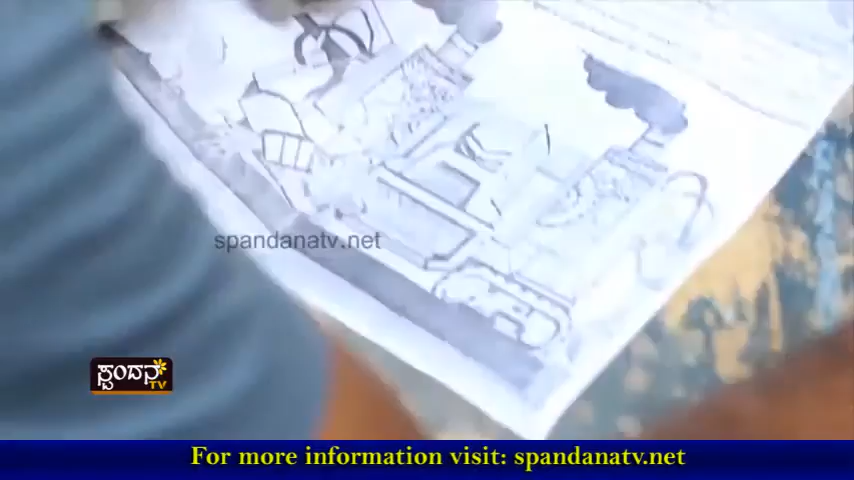 spandanatv.net
ಸ್ಪಂದನ
TV
For more information visit: spandanatv.net